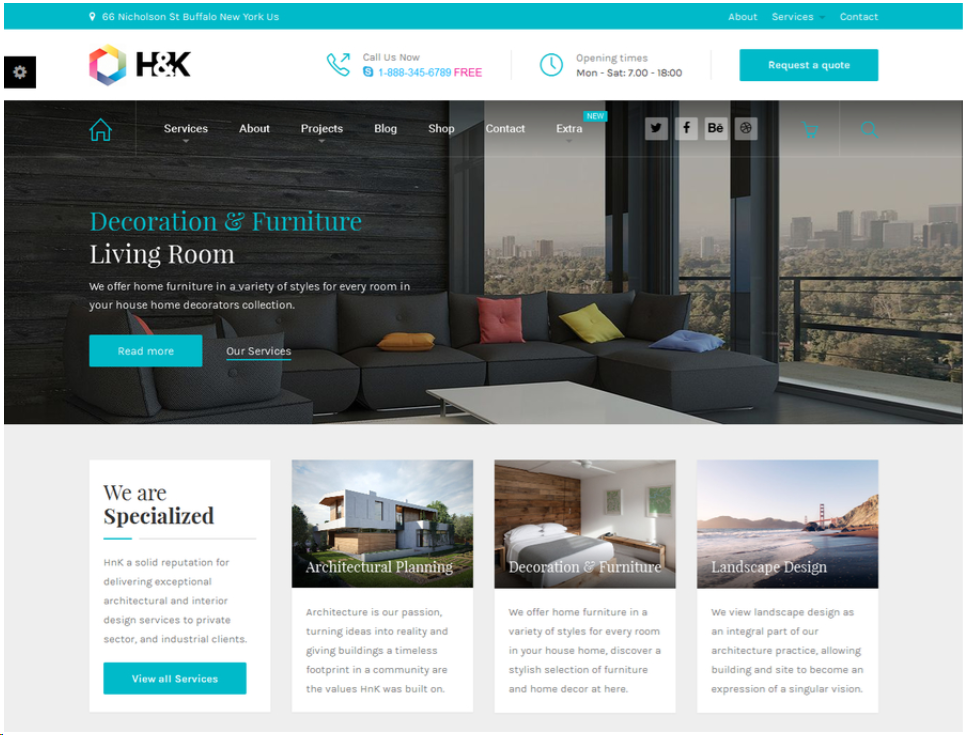 66 Nicholson St Buffalo New York Us
About Services Contact
H&K
Call Us Now
1-888-345-6789 FREE
Opening times
Mon - Sat: 7.00 - 18:00
Request a quote
NEW
Services About Projects Blog Shop Contact Extra
Bē
Decoration & Furniture
Living Room
We offer home furniture in a variety of styles for every room in
your house home decorators collection.
Read more
Our Services
We are
Specialized
HnK a solid reputation for
delivering exceptional
architectural and interior
design services to private
sector, and industrial clients.
View all Services
Architectural Planning
Architecture is our passion,
turning ideas into reality and
giving buildings a timeless
footprint in a community are
the values HnK was built on.
Decoration & Furniture
We offer home furniture in a
variety of styles for every room
in your house home, discover a
stylish selection of furniture
and home decor at here.
Landscape Design
We view landscape design as
an integral part of our
architecture practice, allowing
building and site to become an
expression of a singular vision.